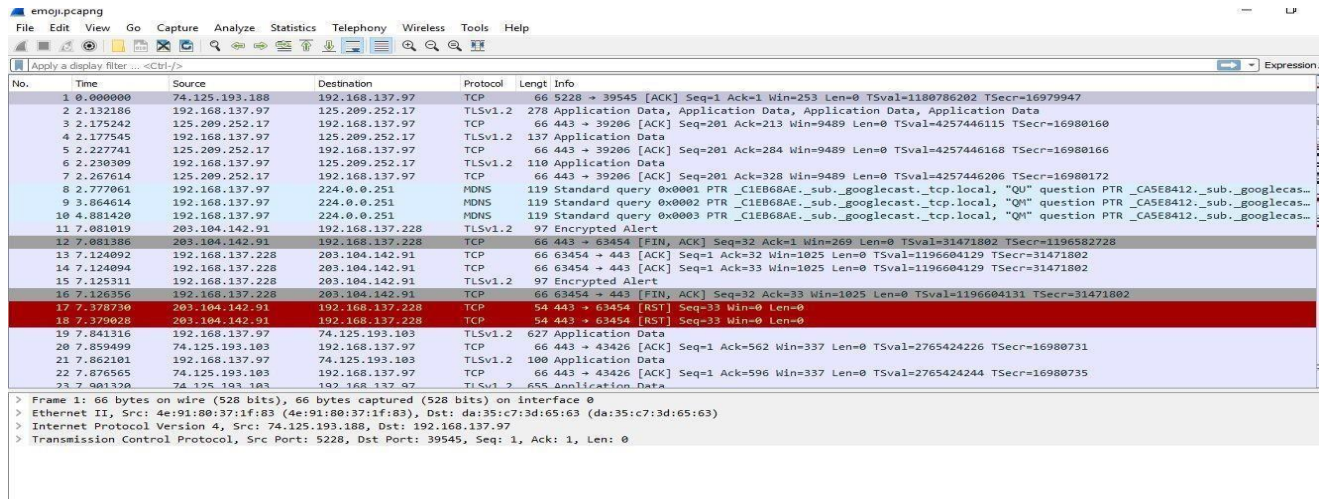 emoji.pcapng
File Edit View Go Capture Analyze Statistics Telephony Wireless Tools Help
Apply a display filter ... <Ctrl-/>
Expression
No. Time Source Destination Protocol Lengt Info
1 0.000000 74.125.193.188 192.168.137.97 TCP 66 5228 → 39545 [ACK] Seq=1 Ack=1 Win=253 Len=0 TSval=1180786202 TSecr=16979947
2 2.132186 192.168.137.97 125.209.252.17 TLSv1.2 278 Application Data, Application Data, Application Data, Application Data
3 2.175242 125.209.252.17 192.168.137.97 TCP 66 443 → 39206 [ACK] Seq=201 Ack=213 Win=9489 Len=0 TSval=4257446115 TSecr=16980160
4 2.177545 192.168.137.97 125.209.252.17 TLSv1.2 137 Application Data
5 2.227741 125.209.252.17 192.168.137.97 TCP 66 443 → 39206 [ACK] Seq=201 Ack=284 Win=9489 Len=0 TSval=4257446168 TSecr=16980166
6 2.230309 192.168.137.97 125.209.252.17 TLSv1.2 110 Application Data
7 2.267614 125.209.252.17 192.168.137.97 TCP 66 443 → 39206 [ACK] Seq=201 Ack=328 Win=9489 Len=0 TSval=4257446206 TSecr=16980172
8 2.777061 192.168.137.97 224.0.0.251 MDNS 119 Standard query 0x0001 PTR _C1EB68AE._sub._googlecast._tcp.local, "QU" question PTR _CA5E8412._sub._googlecas...
9 3.864614 192.168.137.97 224.0.0.251 MDNS 119 Standard query 0x0002 PTR _C1EB68AE._sub._googlecast._tcp.local, "QM" question PTR _CA5E8412._sub._googlecas...
10 4.881420 192.168.137.97 224.0.0.251 MDNS 119 Standard query 0x0003 PTR _C1EB68AE._sub._googlecast._tcp.local, "QM" question PTR _CA5E8412._sub._googlecas...
11 7.081019 203.104.142.91 192.168.137.228 TLSv1.2 97 Encrypted Alert
12 7.081386 203.104.142.91 192.168.137.228 TCP 66 443 → 63454 [FIN, ACK] Seq=32 Ack=1 Win=269 Len=0 TSval=31471802 TSecr=1196582728
13 7.124092 192.168.137.228 203.104.142.91 TCP 66 63454 → 443 [ACK] Seq=1 Ack=32 Win=1025 Len=0 TSval=1196604129 TSecr=31471802
14 7.124094 192.168.137.228 203.104.142.91 TCP 66 63454 → 443 [ACK] Seq=1 Ack=33 Win=1025 Len=0 TSval=1196604129 TSecr=31471802
15 7.125311 192.168.137.228 203.104.142.91 TLSv1.2 97 Encrypted Alert
16 7.126356 192.168.137.228 203.104.142.91 TCP 66 63454 → 443 [FIN, ACK] Seq=32 Ack=33 Win=1025 Len=0 TSval=1196604131 TSecr=31471802
17 7.378730 203.104.142.91 192.168.137.228 TCP 54 443 → 63454 [RST] Seq=33 Win=0 Len=0
18 7.379028 203.104.142.91 192.168.137.228 TCP 54 443 → 63454 [RST] Seq=33 Win=0 Len=0
19 7.841316 192.168.137.97 74.125.193.103 TLSv1.2 627 Application Data
20 7.859499 74.125.193.103 192.168.137.97 TCP 66 443 → 43426 [ACK] Seq=1 Ack=562 Win=337 Len=0 TSval=2765424226 TSecr=16980731
21 7.862101 192.168.137.97 74.125.193.103 TLSv1.2 100 Application Data
22 7.876565 74.125.193.103 192.168.137.97 TCP 66 443 → 43426 [ACK] Seq=1 Ack=596 Win=337 Len=0 TSval=2765424244 TSecr=16980735
23 7.901320 74.125.193.103 192.168.137.97 TLSv1.2 655 Application Data
> Frame 1: 66 bytes on wire (528 bits), 66 bytes captured (528 bits) on interface 0
> Ethernet II, Src: 4e:91:80:37:1f:83 (4e:91:80:37:1f:83), Dst: da:35:c7:3d:65:63 (da:35:c7:3d:65:63)
> Internet Protocol Version 4, Src: 74.125.193.188, Dst: 192.168.137.97
> Transmission Control Protocol, Src Port: 5228, Dst Port: 39545, Seq: 1, Ack: 1, Len: 0